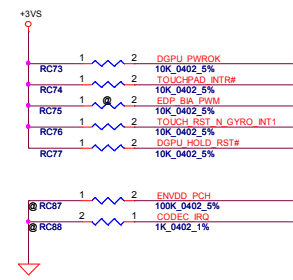 +3VS
1 2 DGPU_PWROK
RC73 10K_0402_5%
1 2 TOUCHPAD_INTR#
RC74 10K_0402_5%
1 @ 2 EDP_BIA_PWM
RC75 10K_0402_5%
1 2 TOUCH_RST_N_GYRO_INT1
RC76 10K_0402_5%
1 2 DGPU_HOLD_RST#
RC77 10K_0402_5%
1 2 ENVDD_PCH
@ RC87 100K_0402_5%
2 1 CODEC_IRQ
@ RC88 1K_0402_1%